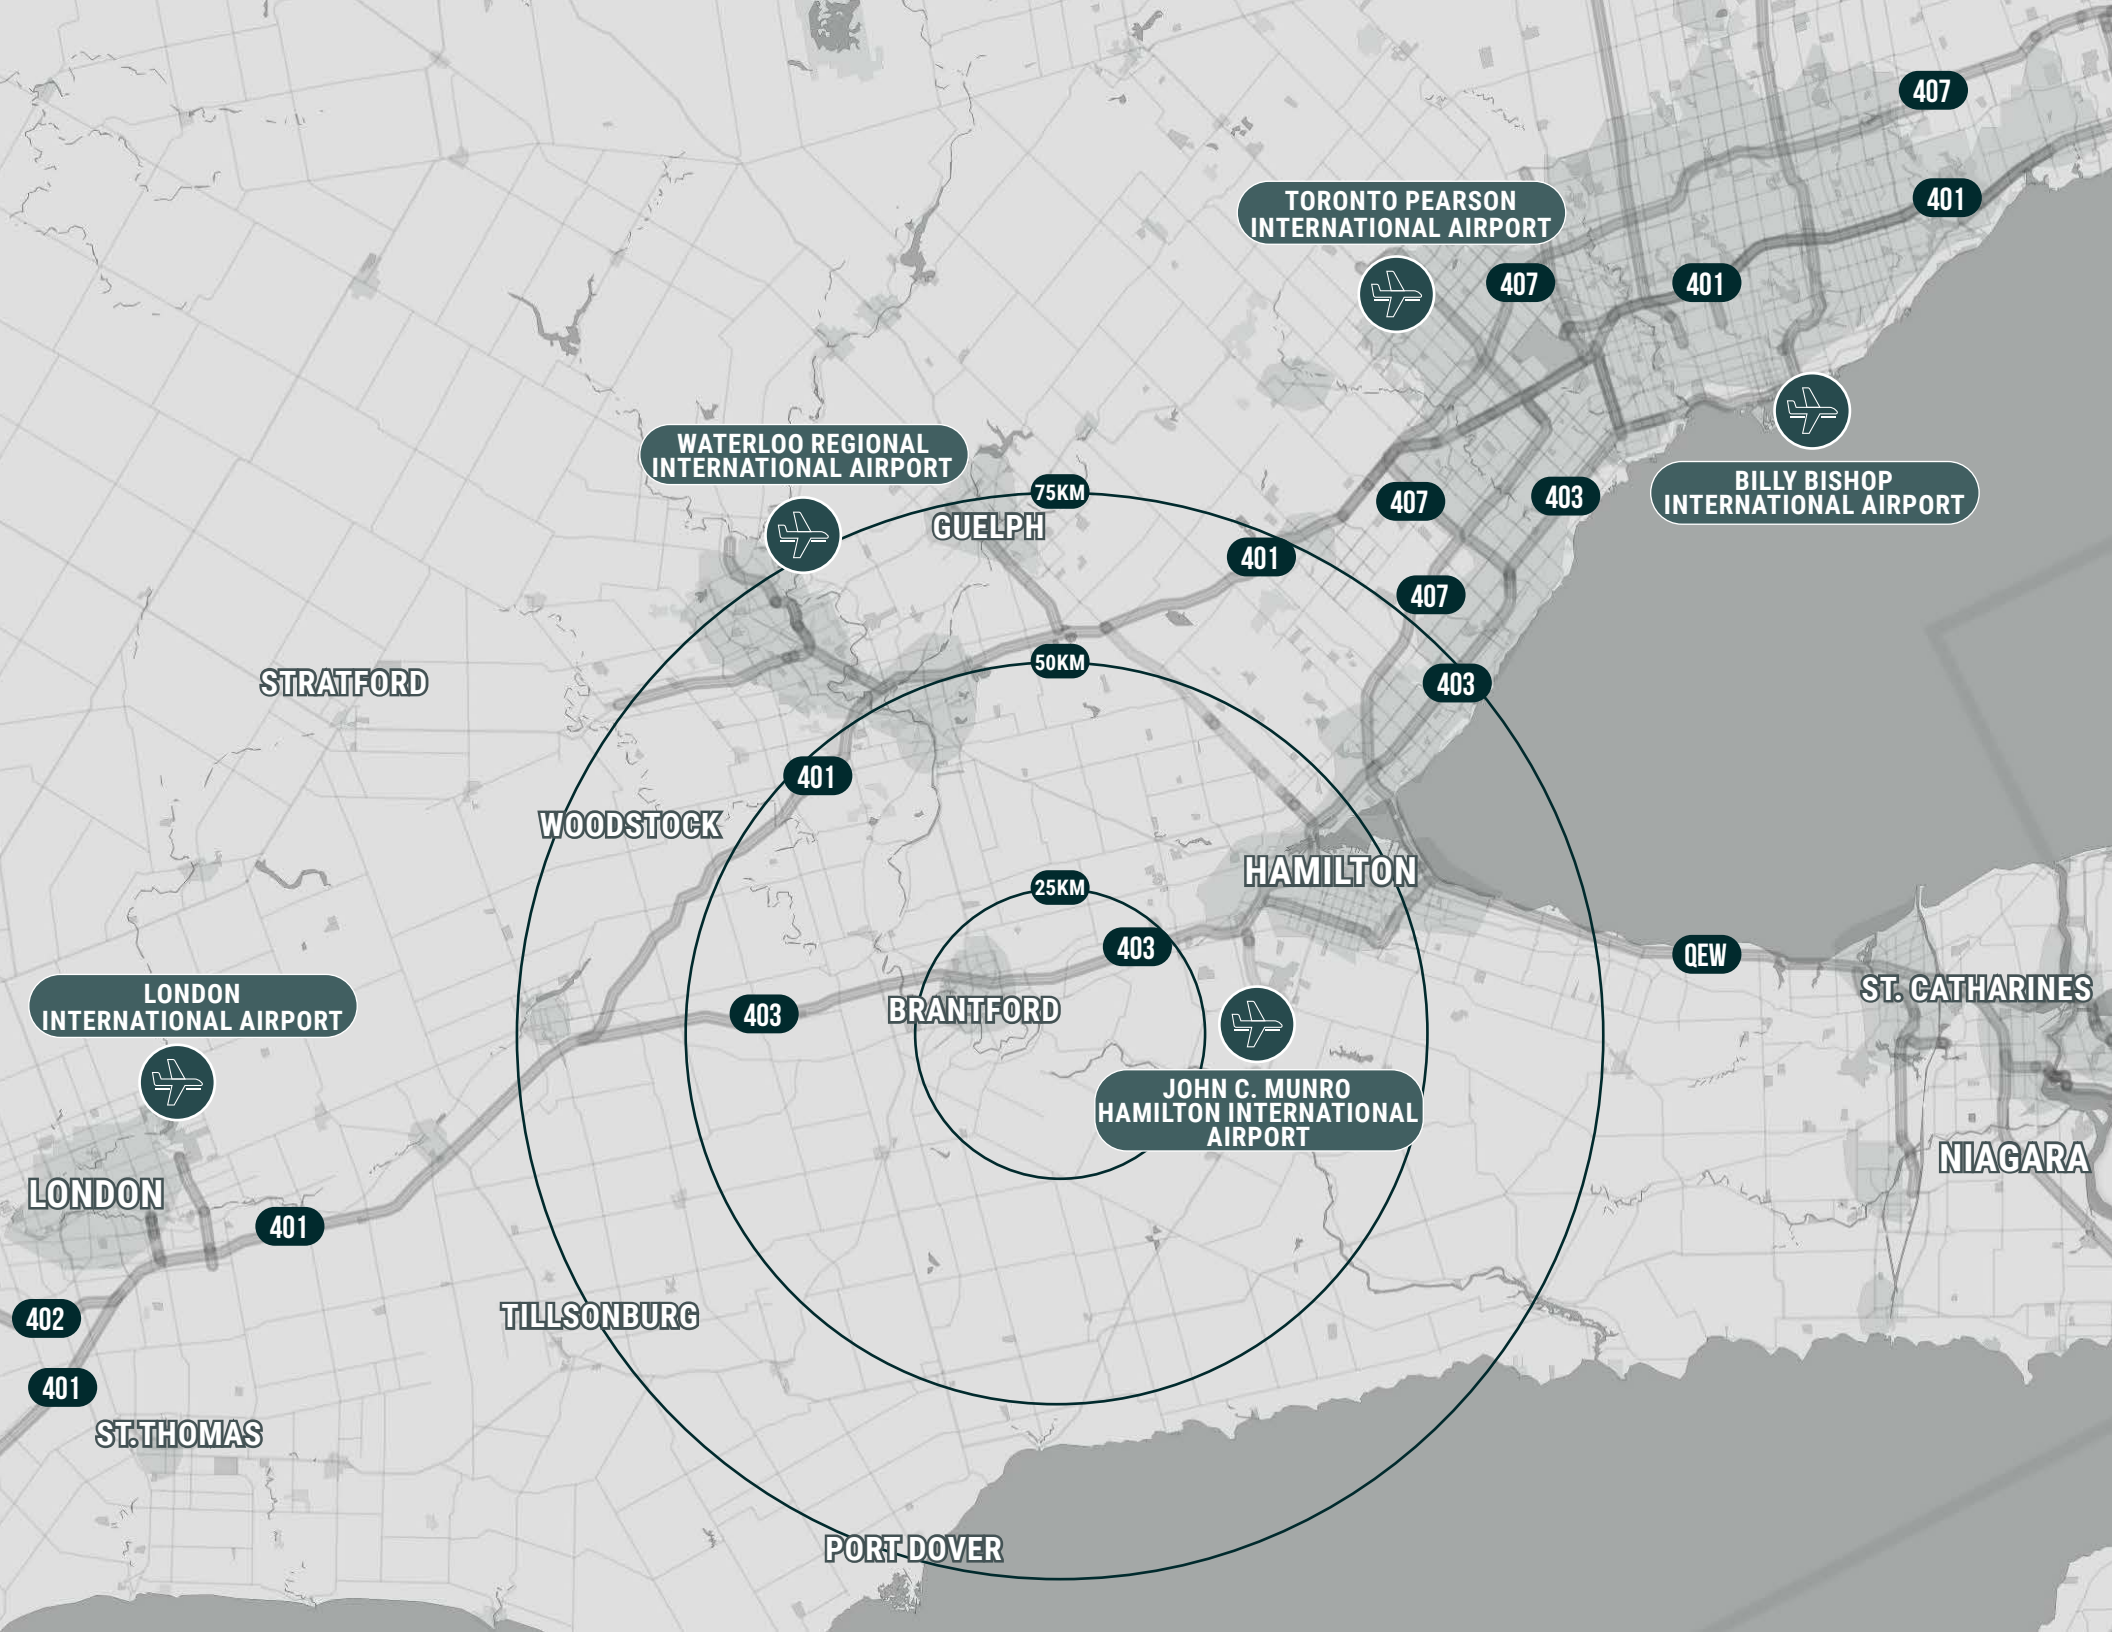 407
401
TORONTO PEARSON
INTERNATIONAL AIRPORT
407
401
WATERLOO REGIONAL
INTERNATIONAL AIRPORT
BILLY BISHOP
INTERNATIONAL AIRPORT
75KM
407
403
GUELPH
401
407
50KM
STRATFORD
403
401
WOODSTOCK
HAMILTON
25KM
403
QEW
LONDON
INTERNATIONAL AIRPORT
ST. CATHARINES
403
BRANTFORD
JOHN C. MUNRO
HAMILTON INTERNATIONAL
AIRPORT
NIAGARA
LONDON
401
402
TILLSONBURG
401
ST.THOMAS
PORT DOVER